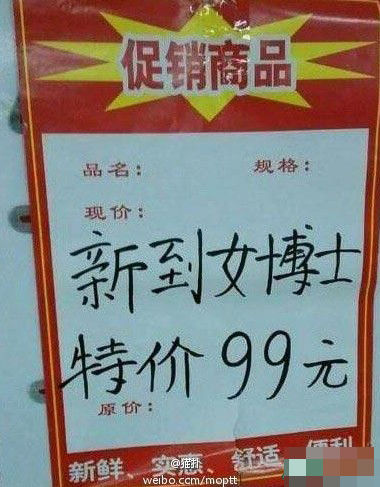 促销商品
品名： 规格：
现价：
新到女博士
特价99元
原价：
新鲜、实惠、舒适、便利
@猫扑
weibo.com/moptt